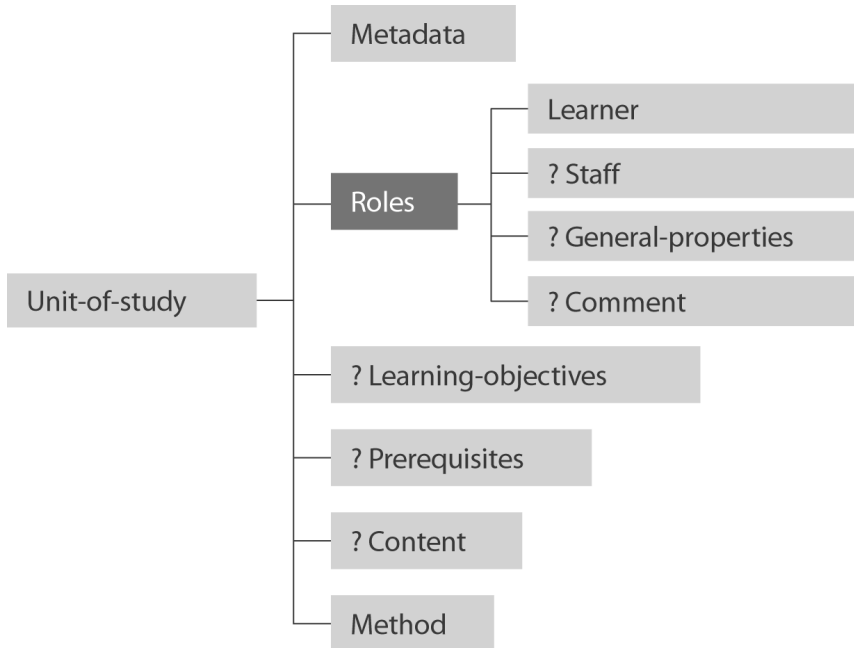 Metadata
Learner
? Staff
Roles
? General-properties
? Comment
Unit-of-study
? Learning-objectives
? Prerequisites
? Content
Method